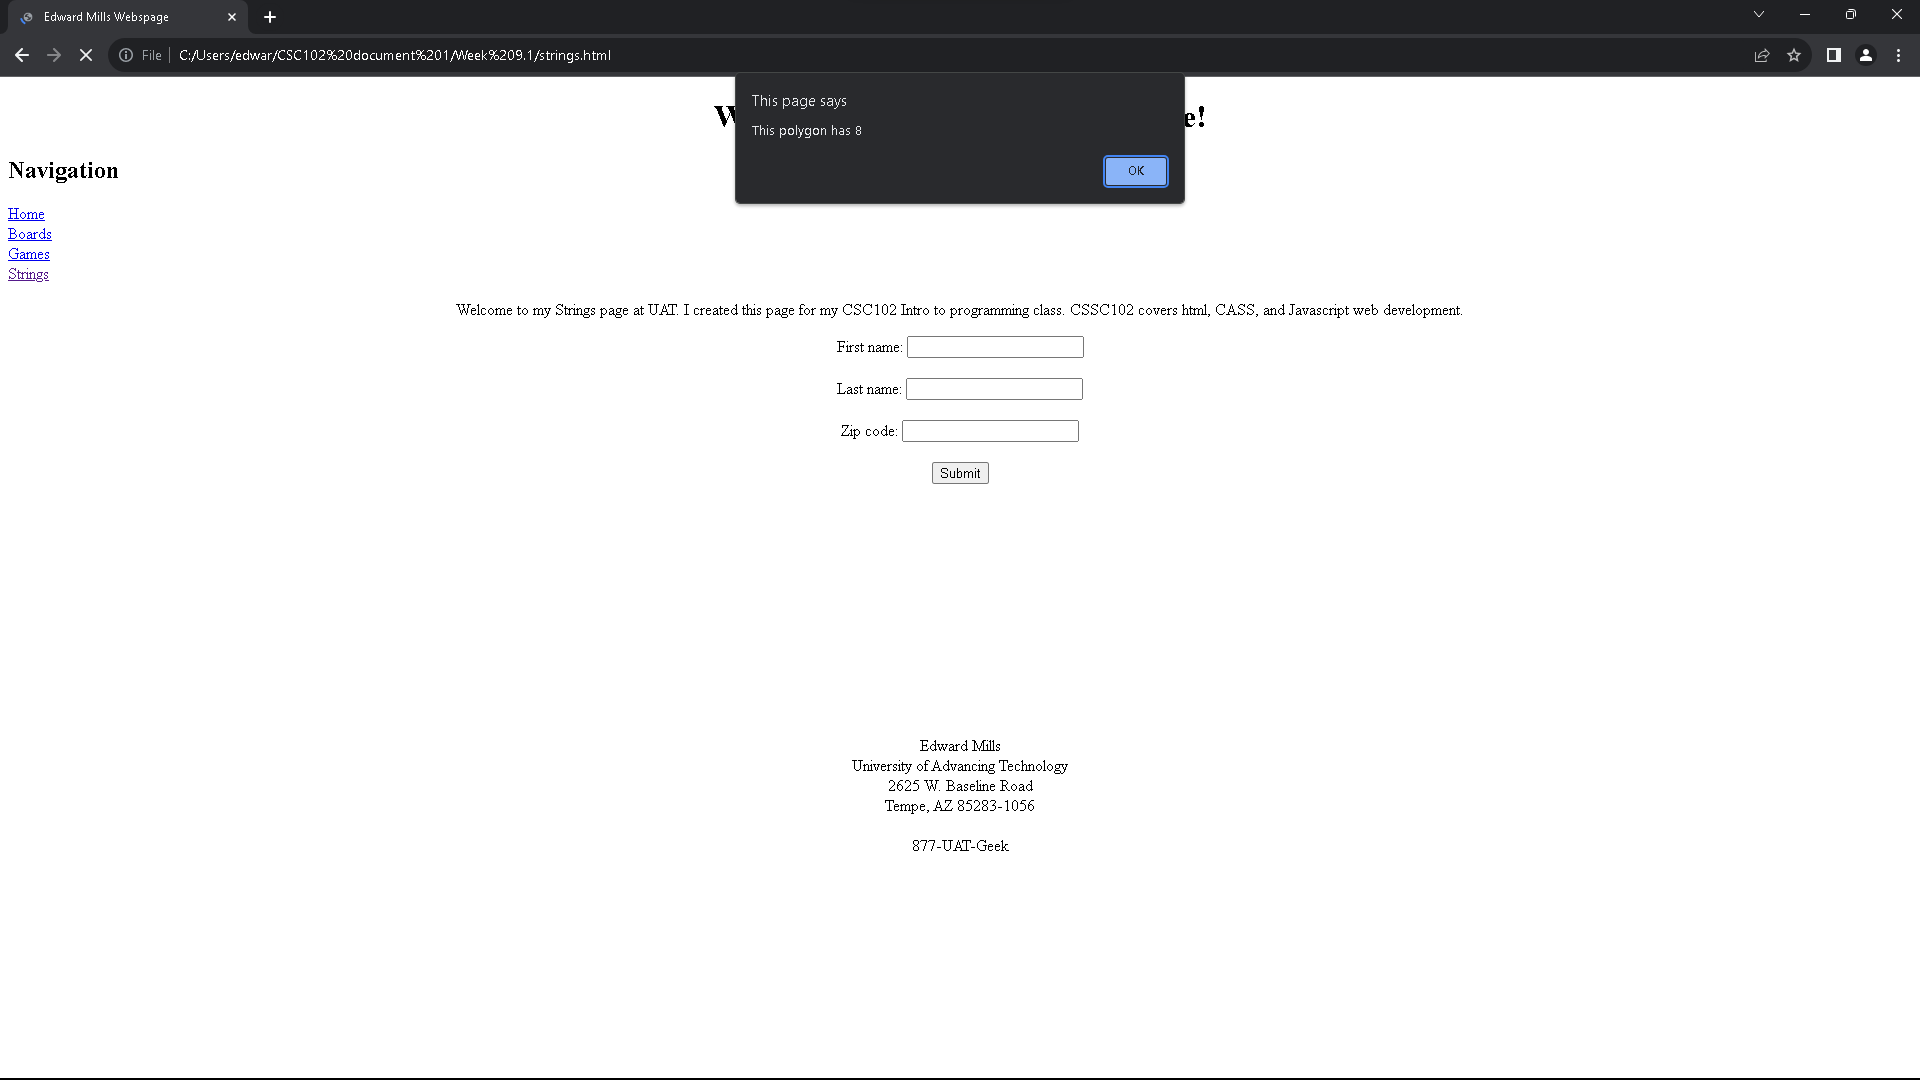 Edward Mills Webspage
File
C:/Users/edwar/CSC102%20document%201/Week%209.1/strings.html
This page says
This polygon has 8
OK
e!
Navigation
Home
Boards
Games
Strings
Welcome to my Strings page at UAT. I created this page for my CSC102 Intro to programming class. CSSC102 covers html, CASS, and Javascript web development.
First name:
Last name:
Zip code:
Submit
Edward Mills
University of Advancing Technology
2625 W. Baseline Road
Tempe, AZ 85283-1056
877-UAT-Geek